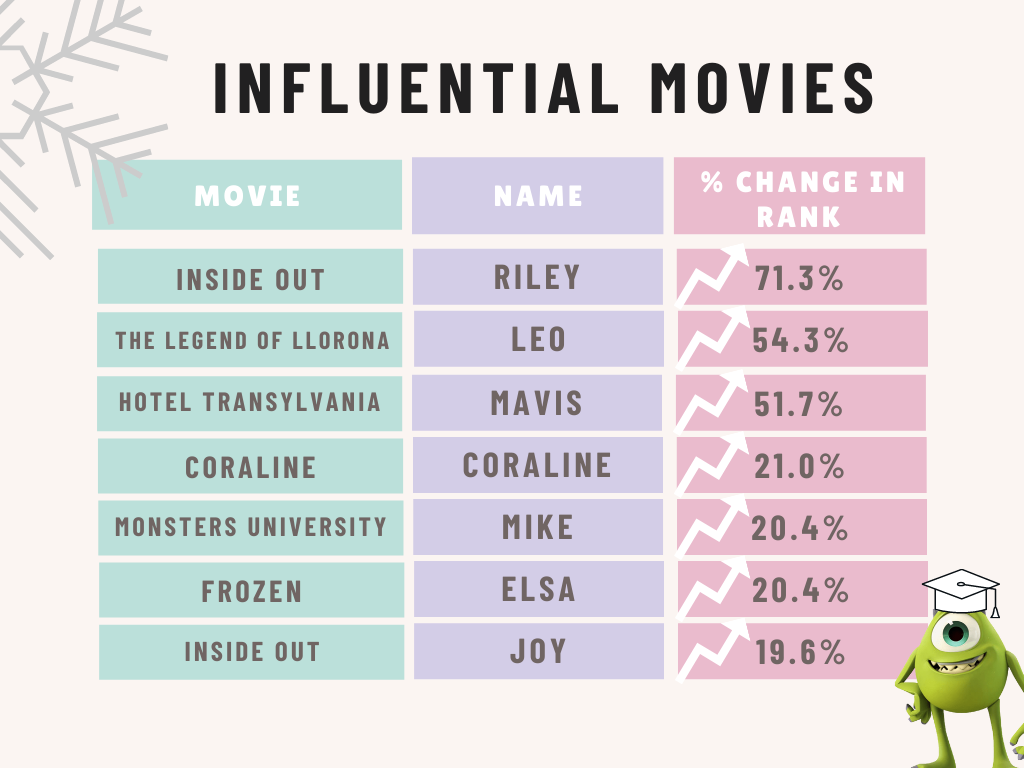 INFLUENTIAL MOVIES
MOVIE NAME % CHANGE IN
RANK
INSIDE OUT RILEY 71.3%
THE LEGEND OF LLORONA LEO 54.3%
HOTEL TRANSYLVANIA MAVIS 51.7%
CORALINE CORALINE 21.0%
MONSTERS UNIVERSITY MIKE 20.4%
FROZEN ELSA 20.4%
INSIDE OUT JOY 19.6%